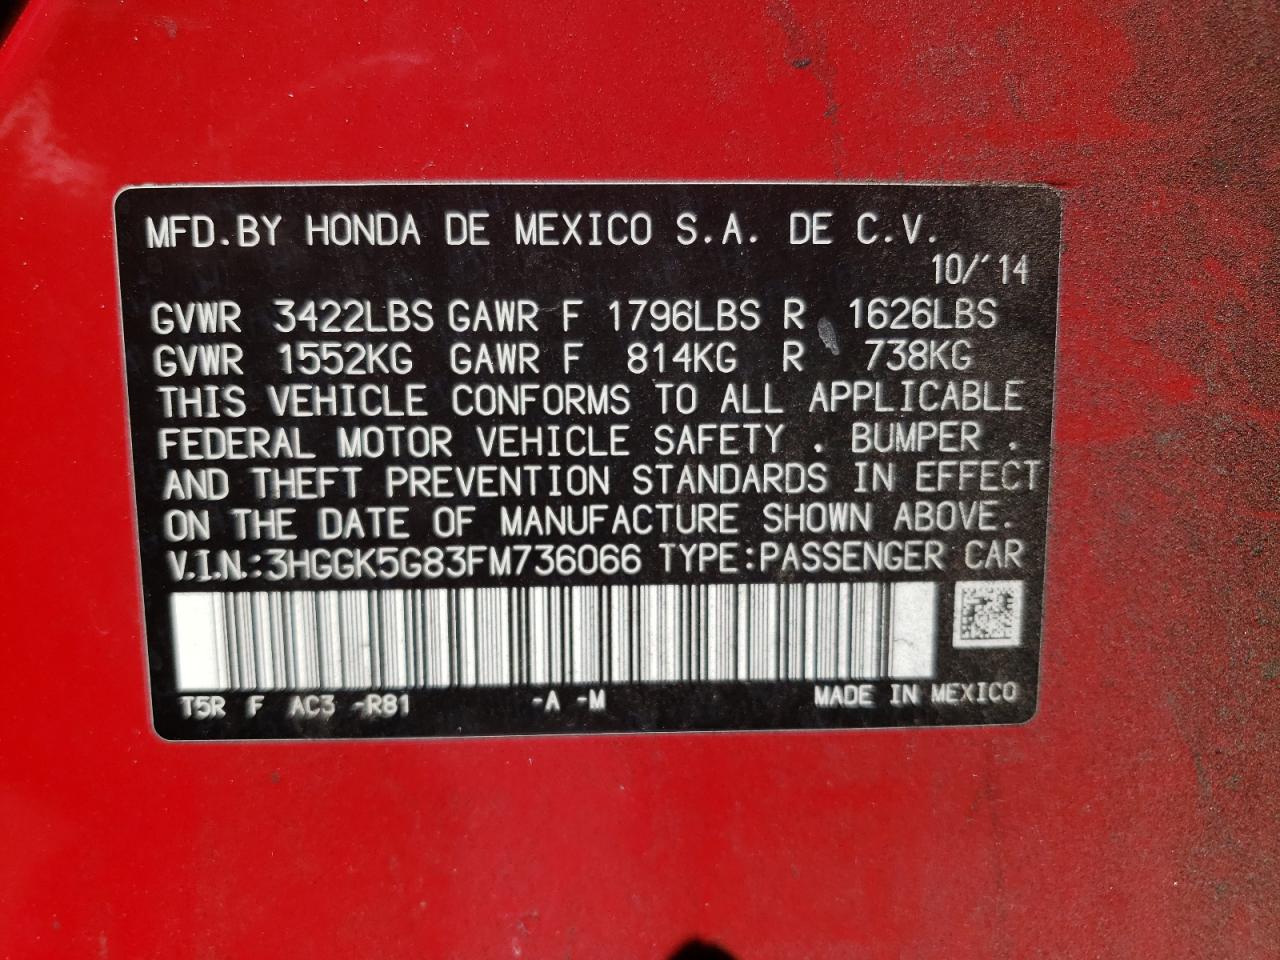 MFD.BY HONDA DE MEXICO S.A. DE C.V.
10/'14
GVWR 3422LBS GAWR F 1796LBS R 1626LBS
GVWR 1552KG GAWR F 814KG R 738KG
THIS VEHICLE CONFORMS TO ALL APPLICABLE
FEDERAL MOTOR VEHICLE SAFETY , BUMPER ,
AND THEFT PREVENTION STANDARDS IN EFFECT
ON THE DATE OF MANUFACTURE SHOWN ABOVE.
V.I.N.:3HGGK5G83FM736066 TYPE:PASSENGER CAR
T5R F AC3 -R81 -A -M MADE IN MEXICO